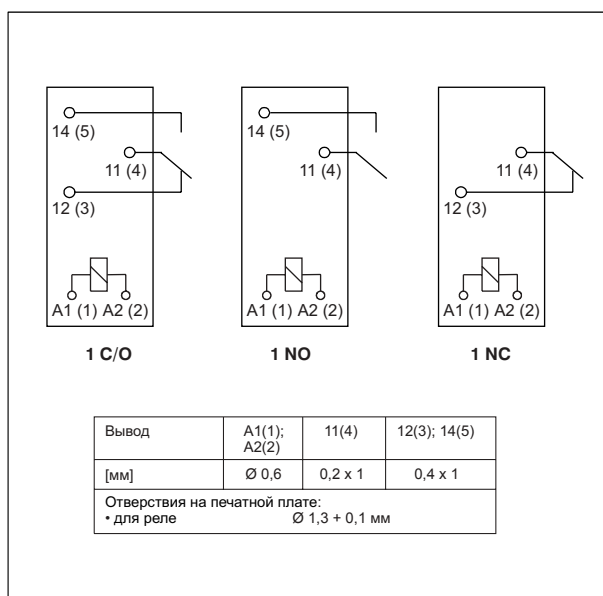 14 (5)
11 (4)
12 (3)
A1 (1) A2 (2)
1 C/O
14 (5)
11 (4)
A1 (1) A2 (2)
1 NO
11 (4)
12 (3)
A1 (1) A2 (2)
1 NC
Вывод A1(1); A2(2) 11(4) 12(3); 14(5)
[мм] Ø 0,6 0,2 x 1 0,4 x 1
Отверствия на печатной плате:
• для реле Ø 1,3 + 0,1 мм